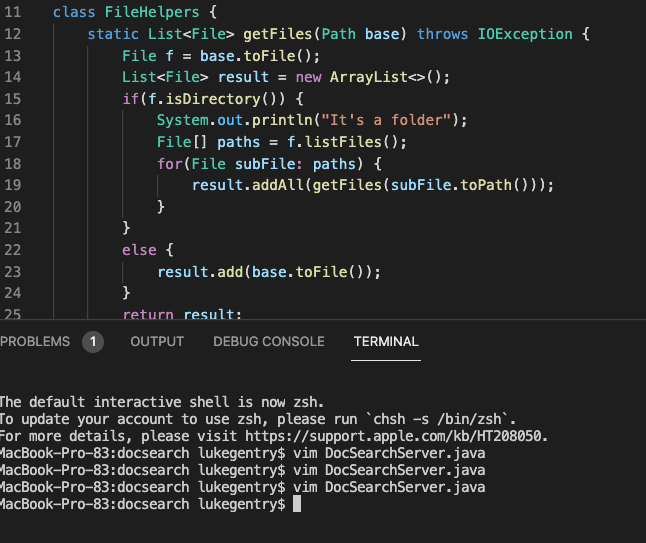 11 class FileHelpers {
12 static List<File> getFiles(Path base) throws IOException {
13 File f = base.toFile();
14 List<File> result = new ArrayList<>();
15 if(f.isDirectory()) {
16 System.out.println("It's a folder");
17 File[] paths = f.listFiles();
18 for(File subFile: paths) {
19 result.addAll(getFiles(subFile.toPath()));
20 }
21 }
22 else {
23 result.add(base.toFile());
24 }
25 return result;
PROBLEMS 1 OUTPUT DEBUG CONSOLE TERMINAL
The default interactive shell is now zsh.
To update your account to use zsh, please run `chsh -s /bin/zsh`.
For more details, please visit https://support.apple.com/kb/HT208050.
MacBook-Pro-83:docsearch lukegentry$ vim DocSearchServer.java
MacBook-Pro-83:docsearch lukegentry$ vim DocSearchServer.java
MacBook-Pro-83:docsearch lukegentry$ vim DocSearchServer.java
MacBook-Pro-83:docsearch lukegentry$